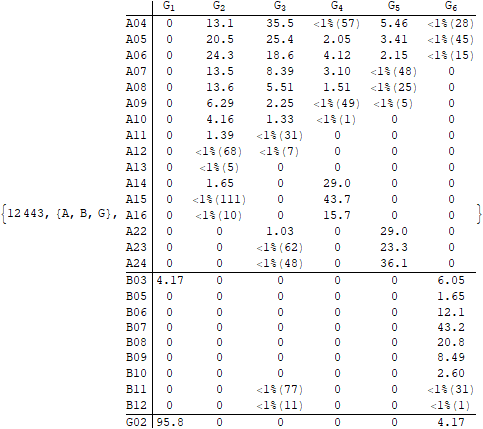 G1 G2 G3 G4 G5 G6
A04 0 13.1 35.5 <1%(57) 5.46 <1%(28)
A05 0 20.5 25.4 2.05 3.41 <1%(45)
A06 0 24.3 18.6 4.12 2.15 <1%(15)
A07 0 13.5 8.39 3.10 <1%(48) 0
A08 0 13.6 5.51 1.51 <1%(25) 0
A09 0 6.29 2.25 <1%(49) <1%(5) 0
A10 0 4.16 1.33 <1%(1) 0 0
A11 0 1.39 <1%(31) 0 0 0
A12 0 <1%(68) <1%(7) 0 0 0
A13 0 <1%(5) 0 0 0 0
A14 0 1.65 0 29.0 0 0
A15 0 <1%(111) 0 43.7 0 0
{12443, {A, B, G}, A16 0 <1%(10) 0 15.7 0 0 }
A22 0 0 1.03 0 29.0 0
A23 0 0 <1%(62) 0 23.3 0
A24 0 0 <1%(48) 0 36.1 0
B03 4.17 0 0 0 0 6.05
B05 0 0 0 0 0 1.65
B06 0 0 0 0 0 12.1
B07 0 0 0 0 0 43.2
B08 0 0 0 0 0 20.8
B09 0 0 0 0 0 8.49
B10 0 0 0 0 0 2.60
B11 0 0 <1%(77) 0 0 <1%(31)
B12 0 0 <1%(11) 0 0 <1%(1)
G02 95.8 0 0 0 0 4.17